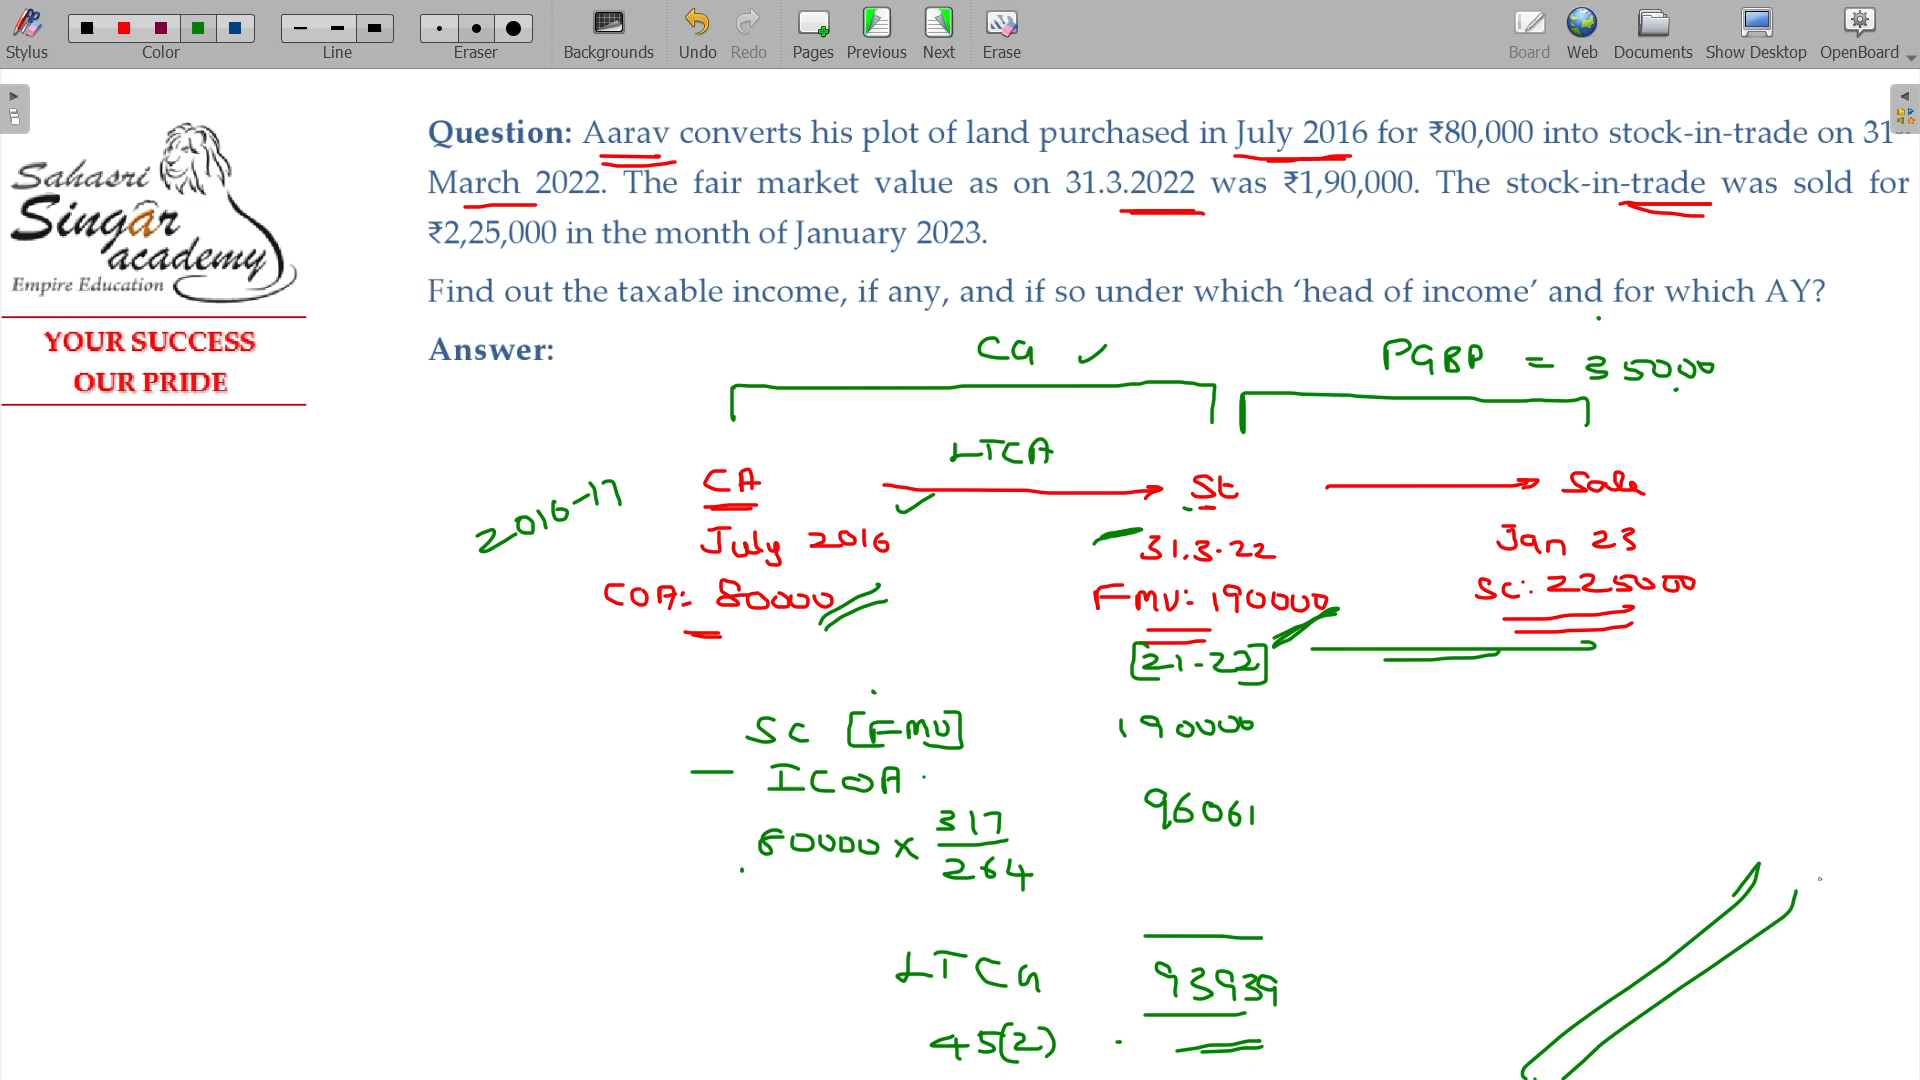 Stylus
Color
Line
Eraser
Backgrounds
Undo
Redo
Pages
Previous
Next
Erase
Board
Web
Documents
Show Desktop
OpenBoard
Sahasri
Singar
academy
Empire Education
YOUR SUCCESS
OUR PRIDE
Question: Aarav converts his plot of land purchased in July 2016 for ₹80,000 into stock-in-trade on 31
March 2022. The fair market value as on 31.3.2022 was ₹1,90,000. The stock-in-trade was sold for
₹2,25,000 in the month of January 2023.
Find out the taxable income, if any, and if so under which ‘head of income’ and for which AY?
Answer:
CG ✓ PGBP = 35000
LTCA
2016-17
CA St Sale
July 2016 31.3.22 Jan 23
COA: 80000 FMV: 190000 SC: 225000
[21-22]
SC [FMV] 190000
— ICOA 96061
80000 x 317
264
LTCG 93939
45(2)